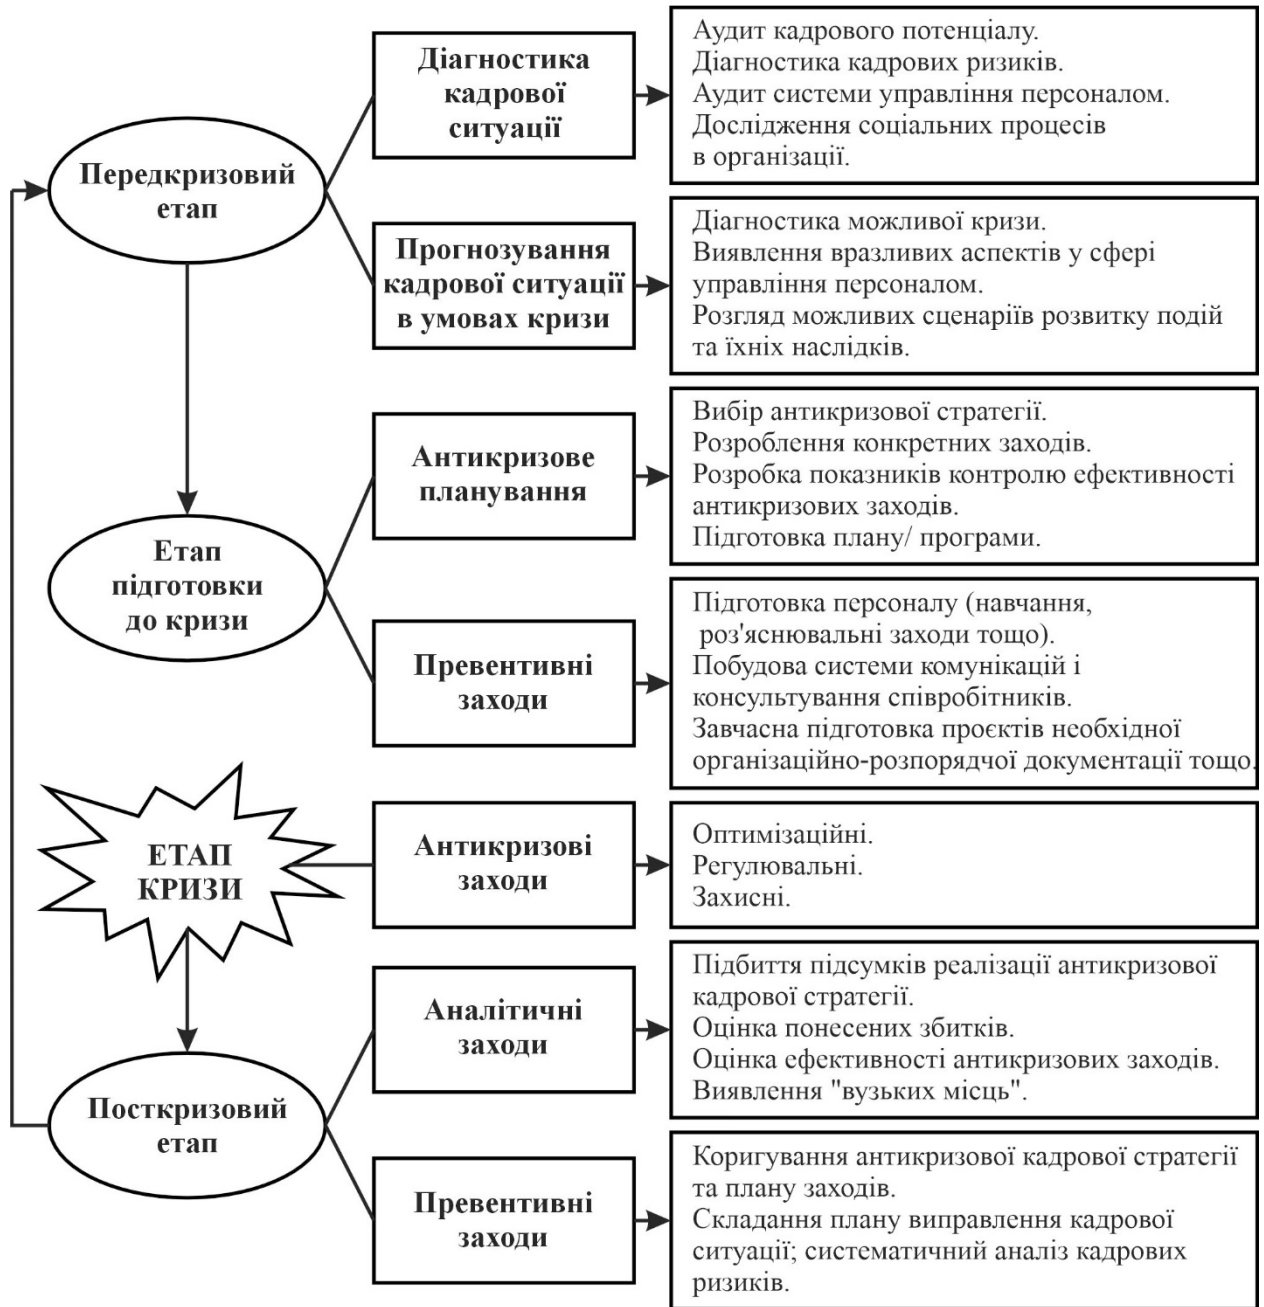 Передкризовий
етап
Діагностика
кадрової
ситуації
Аудит кадрового потенціалу.
Діагностика кадрових ризиків.
Аудит системи управління персоналом.
Дослідження соціальних процесів
в організації.
Прогнозування
кадрової ситуації
в умовах кризи
Діагностика можливої кризи.
Виявлення вразливих аспектів у сфері
управління персоналом.
Розгляд можливих сценаріїв розвитку подій
та їхніх наслідків.
Етап
підготовки
до кризи
Антикризове
планування
Вибір антикризової стратегії.
Розроблення конкретних заходів.
Розробка показників контролю ефективності
антикризових заходів.
Підготовка плану/ програми.
Превентивні
заходи
Підготовка персоналу (навчання,
роз'яснювальні заходи тощо).
Побудова системи комунікацій і
консультування співробітників.
Завчасна підготовка проєктів необхідної
організаційно-розпорядчої документації тощо.
ЕТАП
КРИЗИ
Антикризові
заходи
Оптимізаційні.
Регулювальні.
Захисні.
Посткризовий
етап
Аналітичні
заходи
Підбиття підсумків реалізації антикризової
кадрової стратегії.
Оцінка понесених збитків.
Оцінка ефективності антикризових заходів.
Виявлення "вузьких місць".
Превентивні
заходи
Коригування антикризової кадрової стратегії
та плану заходів.
Складання плану виправлення кадрової
ситуації; систематичний аналіз кадрових
ризиків.